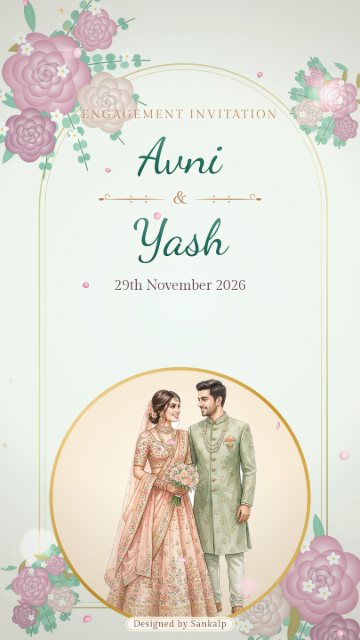 ENGAGEMENT INVITATION
Avni
&
Yash
29th November 2026
Designed by Sankalp